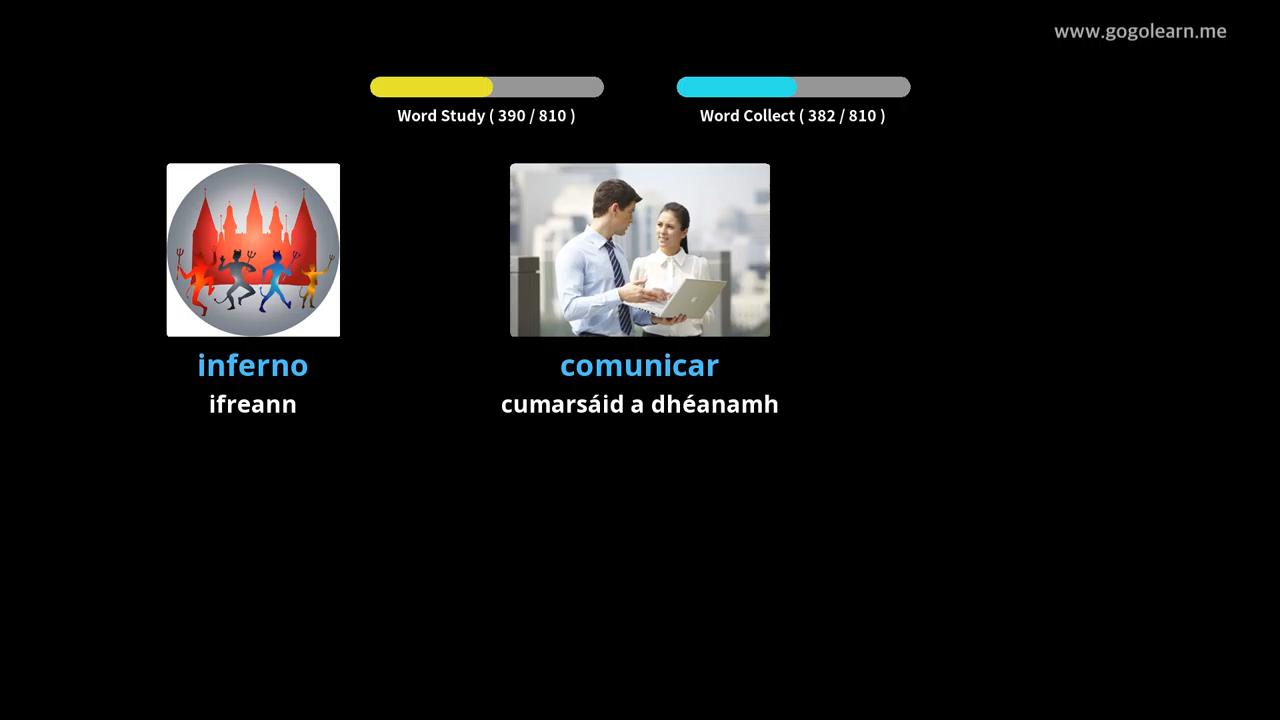 www.gogolearn.me
Word Study ( 390 / 810 )
Word Collect ( 382 / 810 )
inferno
ifreann
comunicar
cumarsáid a dhéanamh